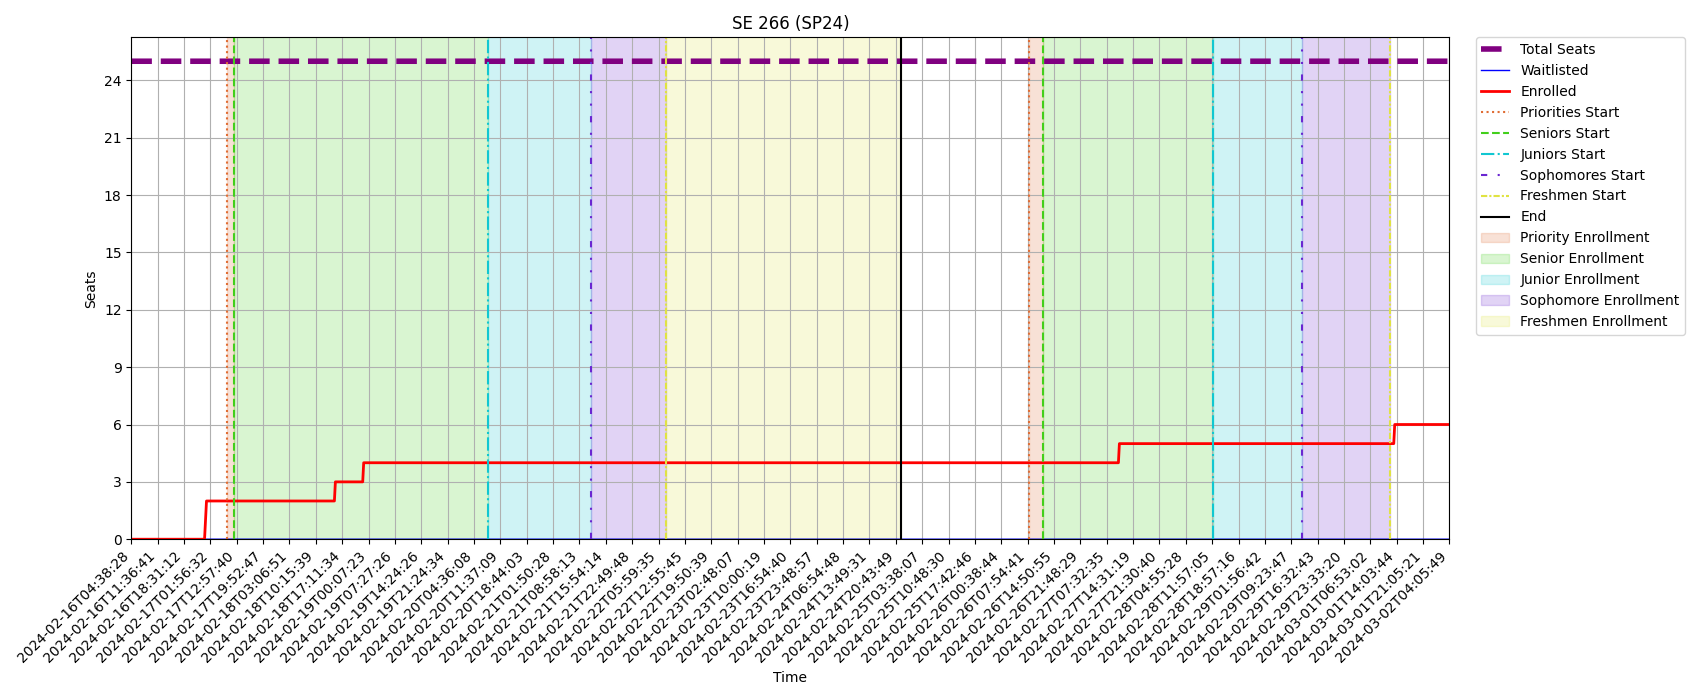 SE 266 (SP24)
Seats
24
21
18
15
12
9
6
3
0
2024-02-16T04:38:28
2024-02-16T11:36:41
2024-02-16T18:31:12
2024-02-17T01:56:32
2024-02-17T12:57:40
2024-02-17T19:52:47
2024-02-18T03:06:51
2024-02-18T10:15:39
2024-02-18T17:11:34
2024-02-19T00:07:23
2024-02-19T07:27:26
2024-02-19T14:24:26
2024-02-19T21:24:34
2024-02-20T04:36:08
2024-02-20T11:37:09
2024-02-20T18:44:03
2024-02-21T01:50:28
2024-02-21T08:58:13
2024-02-21T15:54:14
2024-02-21T22:49:48
2024-02-22T05:59:35
2024-02-22T12:55:45
2024-02-22T19:50:39
2024-02-23T02:48:07
2024-02-23T10:00:19
2024-02-23T16:54:40
2024-02-23T23:48:57
2024-02-24T06:54:48
2024-02-24T13:49:31
2024-02-24T20:43:49
2024-02-25T03:38:07
2024-02-25T10:48:30
2024-02-25T17:42:46
2024-02-26T00:38:44
2024-02-26T07:54:41
2024-02-26T14:50:55
2024-02-26T21:48:29
2024-02-27T07:32:35
2024-02-27T14:31:19
2024-02-27T21:30:40
2024-02-28T04:55:28
2024-02-28T11:57:05
2024-02-28T18:57:16
2024-02-29T01:56:42
2024-02-29T09:23:47
2024-02-29T16:32:43
2024-02-29T23:33:20
2024-03-01T06:53:02
2024-03-01T14:03:44
2024-03-01T21:05:21
2024-03-02T04:05:49
Time
Total Seats
Waitlisted
Enrolled
Priorities Start
Seniors Start
Juniors Start
Sophomores Start
Freshmen Start
End
Priority Enrollment
Senior Enrollment
Junior Enrollment
Sophomore Enrollment
Freshmen Enrollment